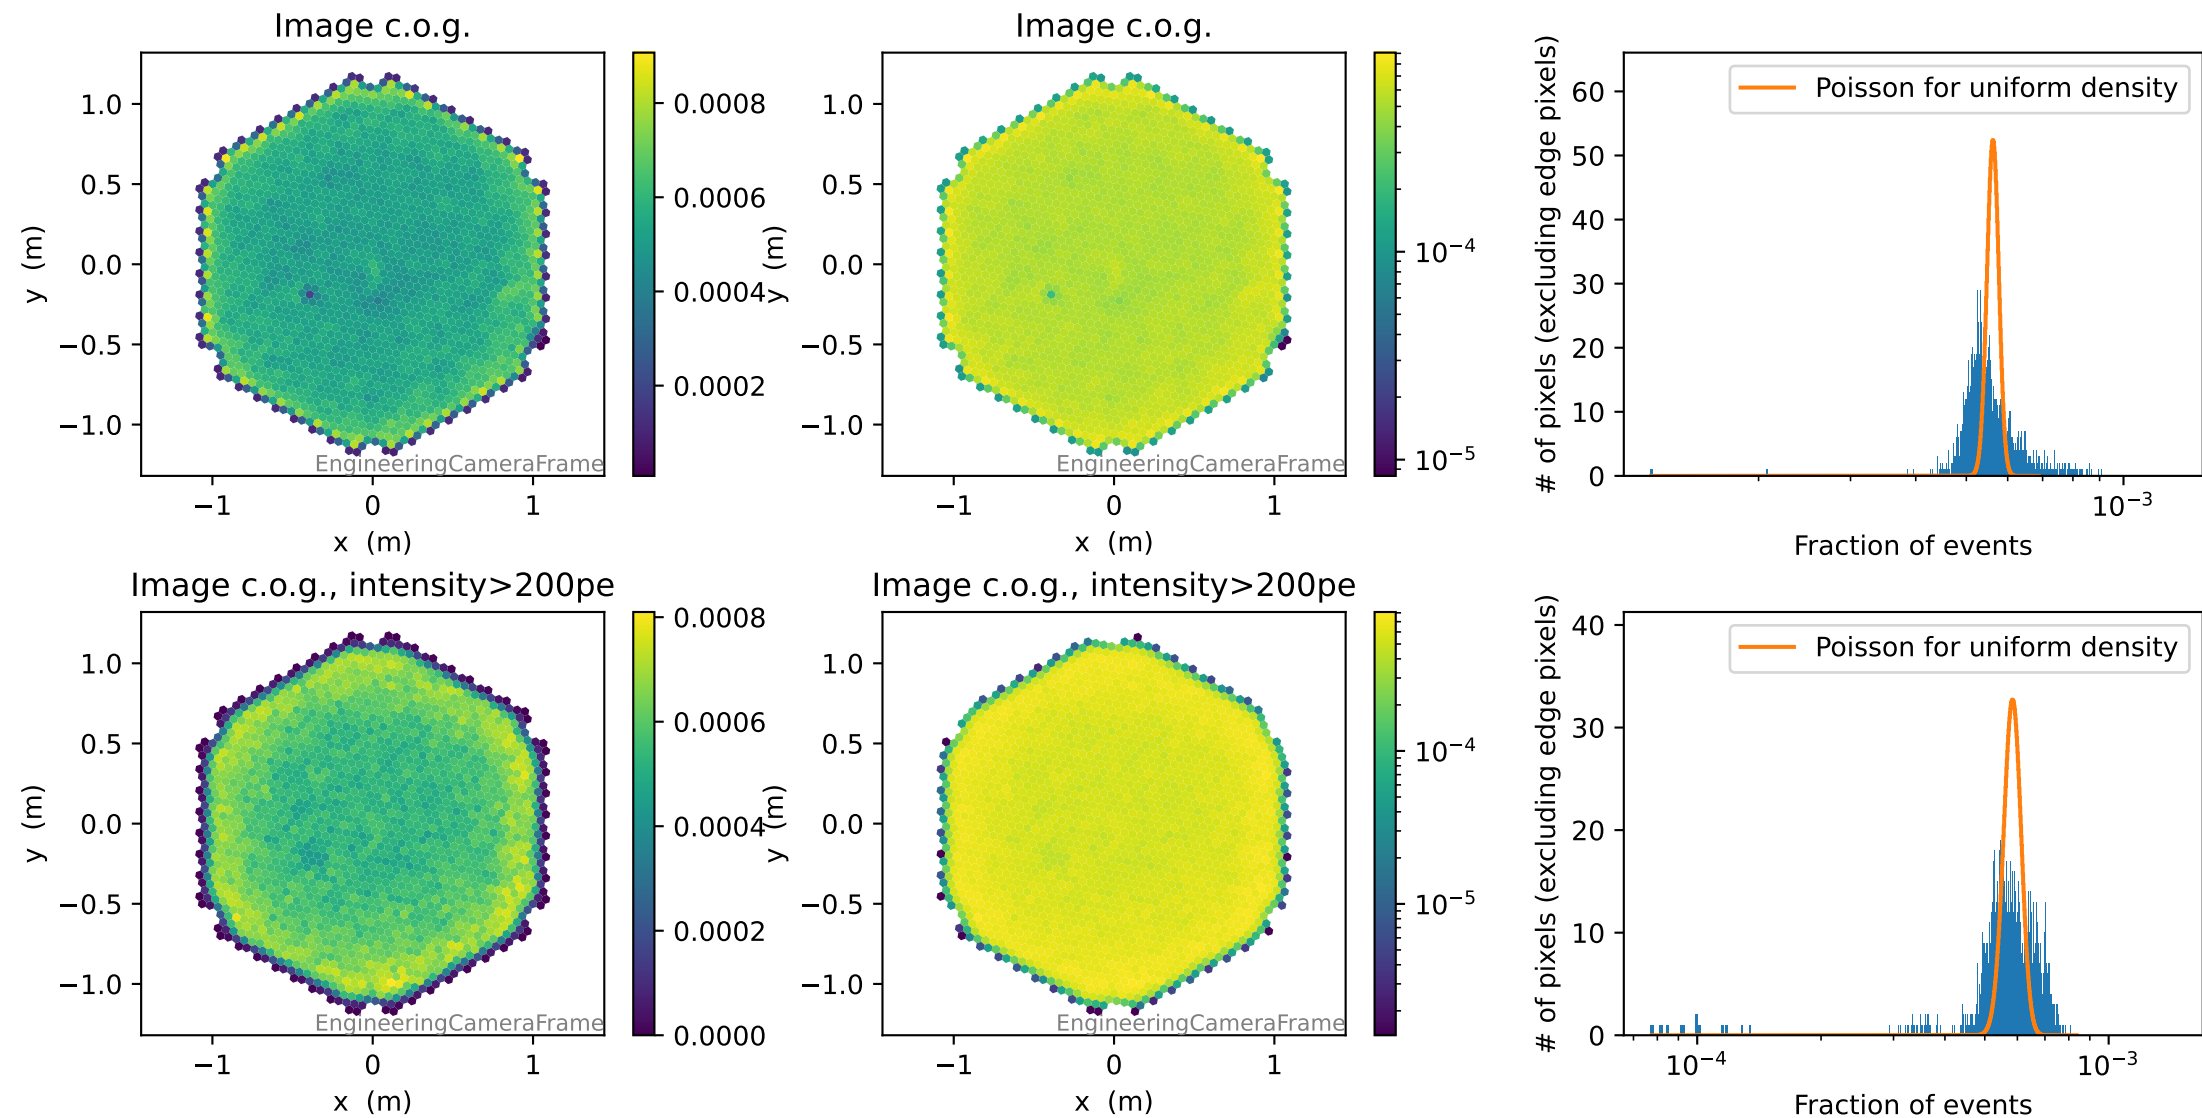 Image c.o.g.
1.0
0.5
0.0
−0.5
−1.0
y (m)
−1
0
1
x (m)
EngineeringCameraFrame
0.0008
0.0006
0.0004
0.0002
Image c.o.g.
1.0
0.5
0.0
−0.5
−1.0
y (m)
−1
0
1
x (m)
EngineeringCameraFrame
10⁻⁴
10⁻⁵
Poisson for uniform density
60
50
40
30
20
10
0
# of pixels (excluding edge pixels)
10⁻³
Fraction of events
Image c.o.g., intensity>200pe
1.0
0.5
0.0
−0.5
−1.0
y (m)
−1
0
1
x (m)
EngineeringCameraFrame
0.0008
0.0006
0.0004
0.0002
0.0000
Image c.o.g., intensity>200pe
1.0
0.5
0.0
−0.5
−1.0
y (m)
−1
0
1
x (m)
EngineeringCameraFrame
10⁻⁴
10⁻⁵
Poisson for uniform density
40
30
20
10
0
# of pixels (excluding edge pixels)
10⁻⁴
10⁻³
Fraction of events